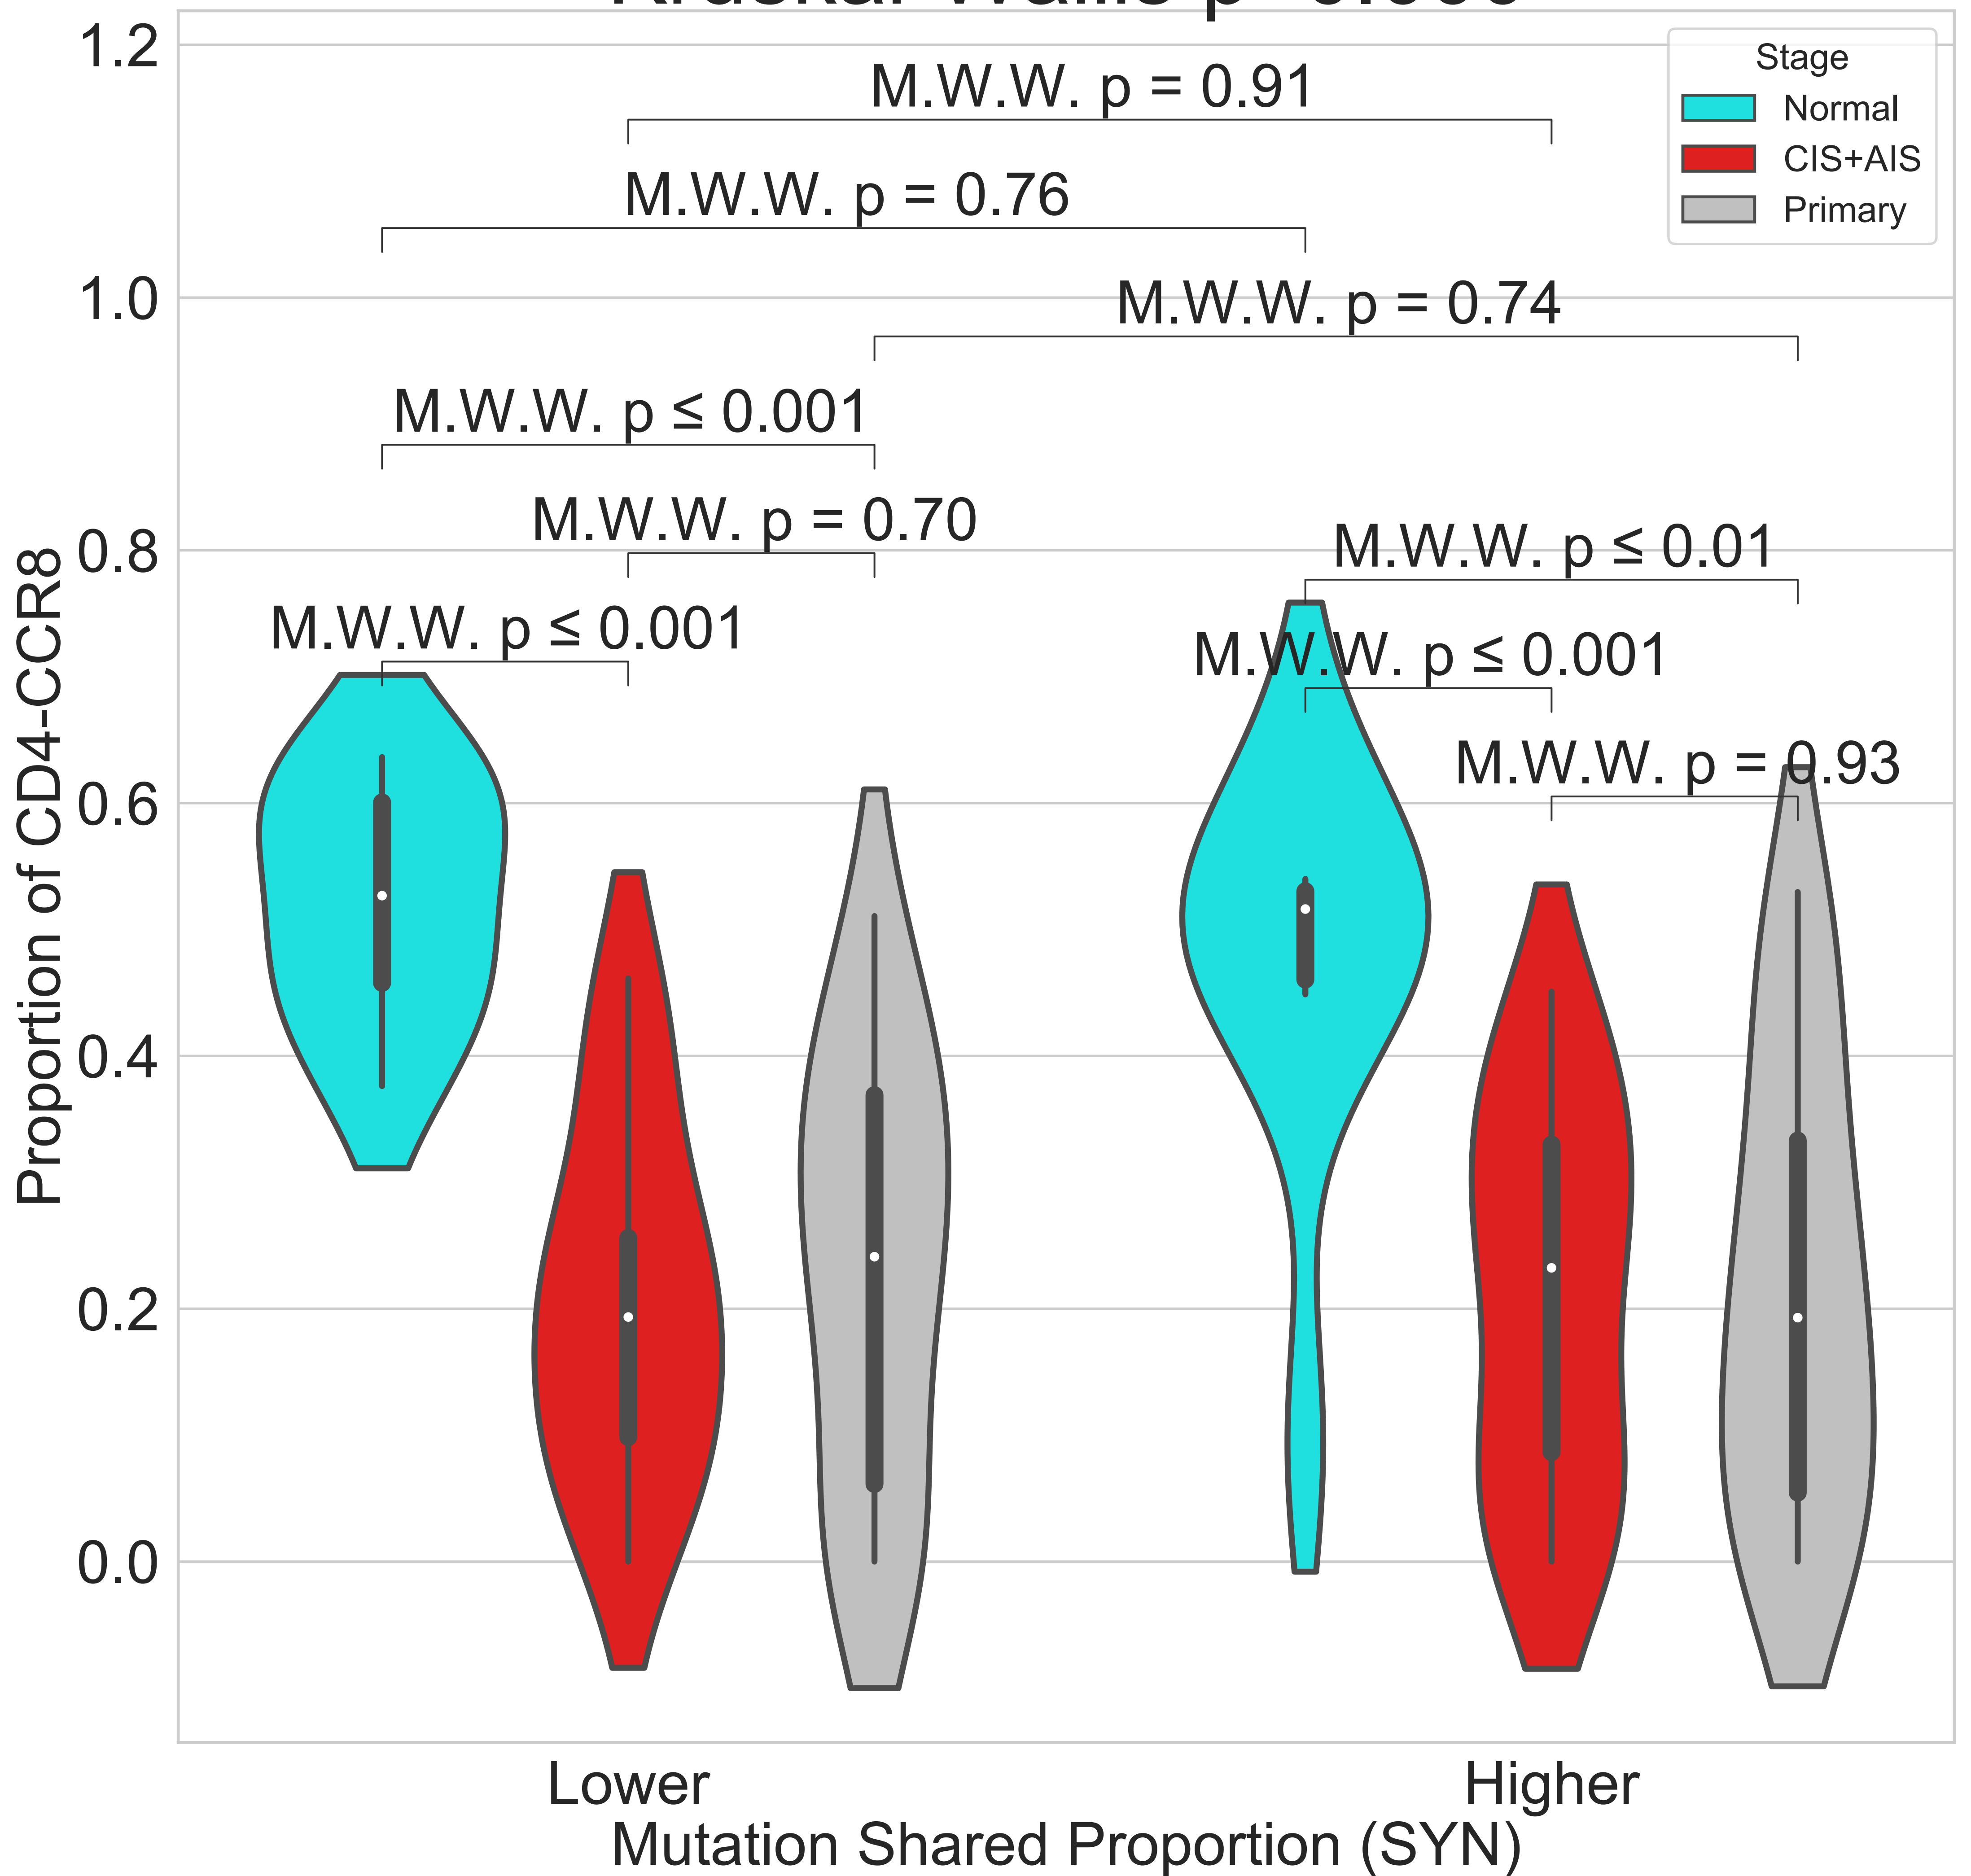 1.2
1.0
0.8
0.6
0.4
0.2
0.0
Proportion of CD4-CCR8
M.W.W. p = 0.91
M.W.W. p = 0.76
M.W.W. p = 0.74
M.W.W. p ≤ 0.001
M.W.W. p = 0.70
M.W.W. p ≤ 0.001
M.W.W. p ≤ 0.01
M.W.W. p ≤ 0.001
M.W.W. p = 0.93
Stage
Normal
CIS+AIS
Primary
Lower
Higher
Mutation Shared Proportion (SYN)